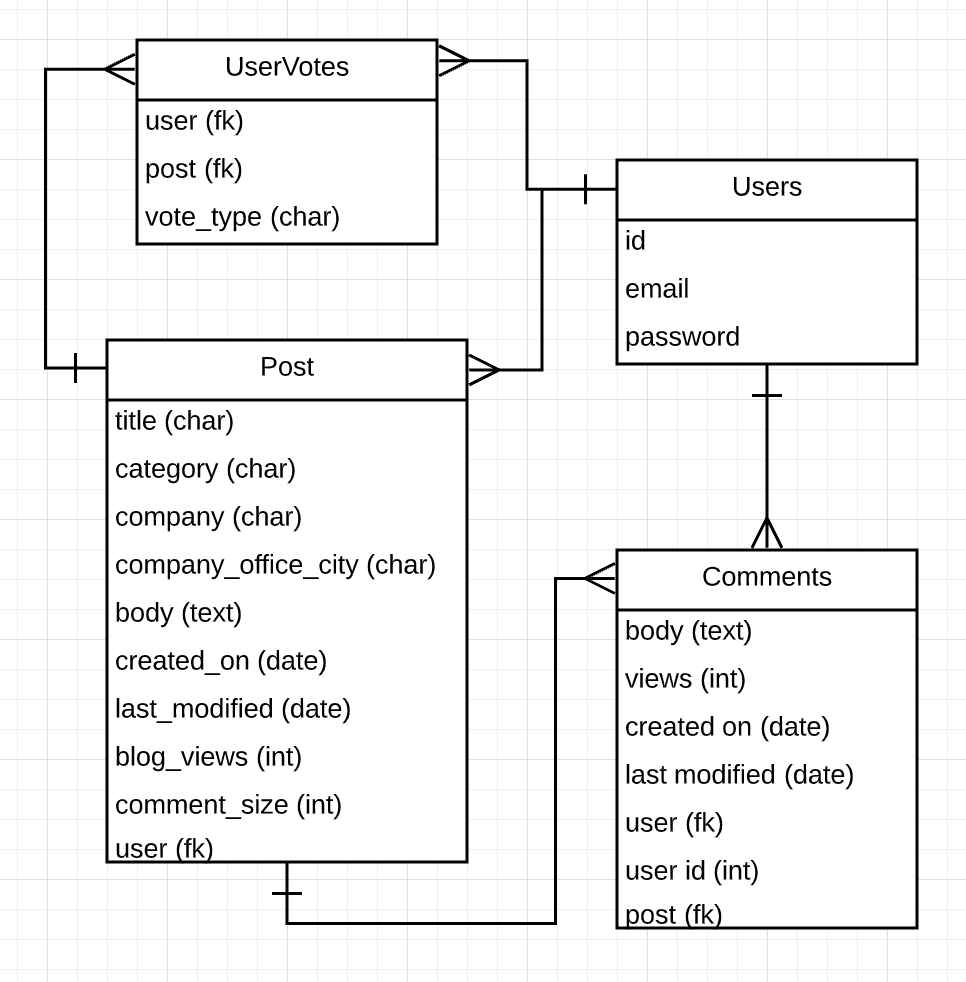 UserVotes
user (fk)
post (fk)
vote_type (char)
Users
id
email
password
Post
title (char)
category (char)
company (char)
company_office_city (char)
body (text)
created_on (date)
last_modified (date)
blog_views (int)
comment_size (int)
user (fk)
Comments
body (text)
views (int)
created on (date)
last modified (date)
user (fk)
user id (int)
post (fk)